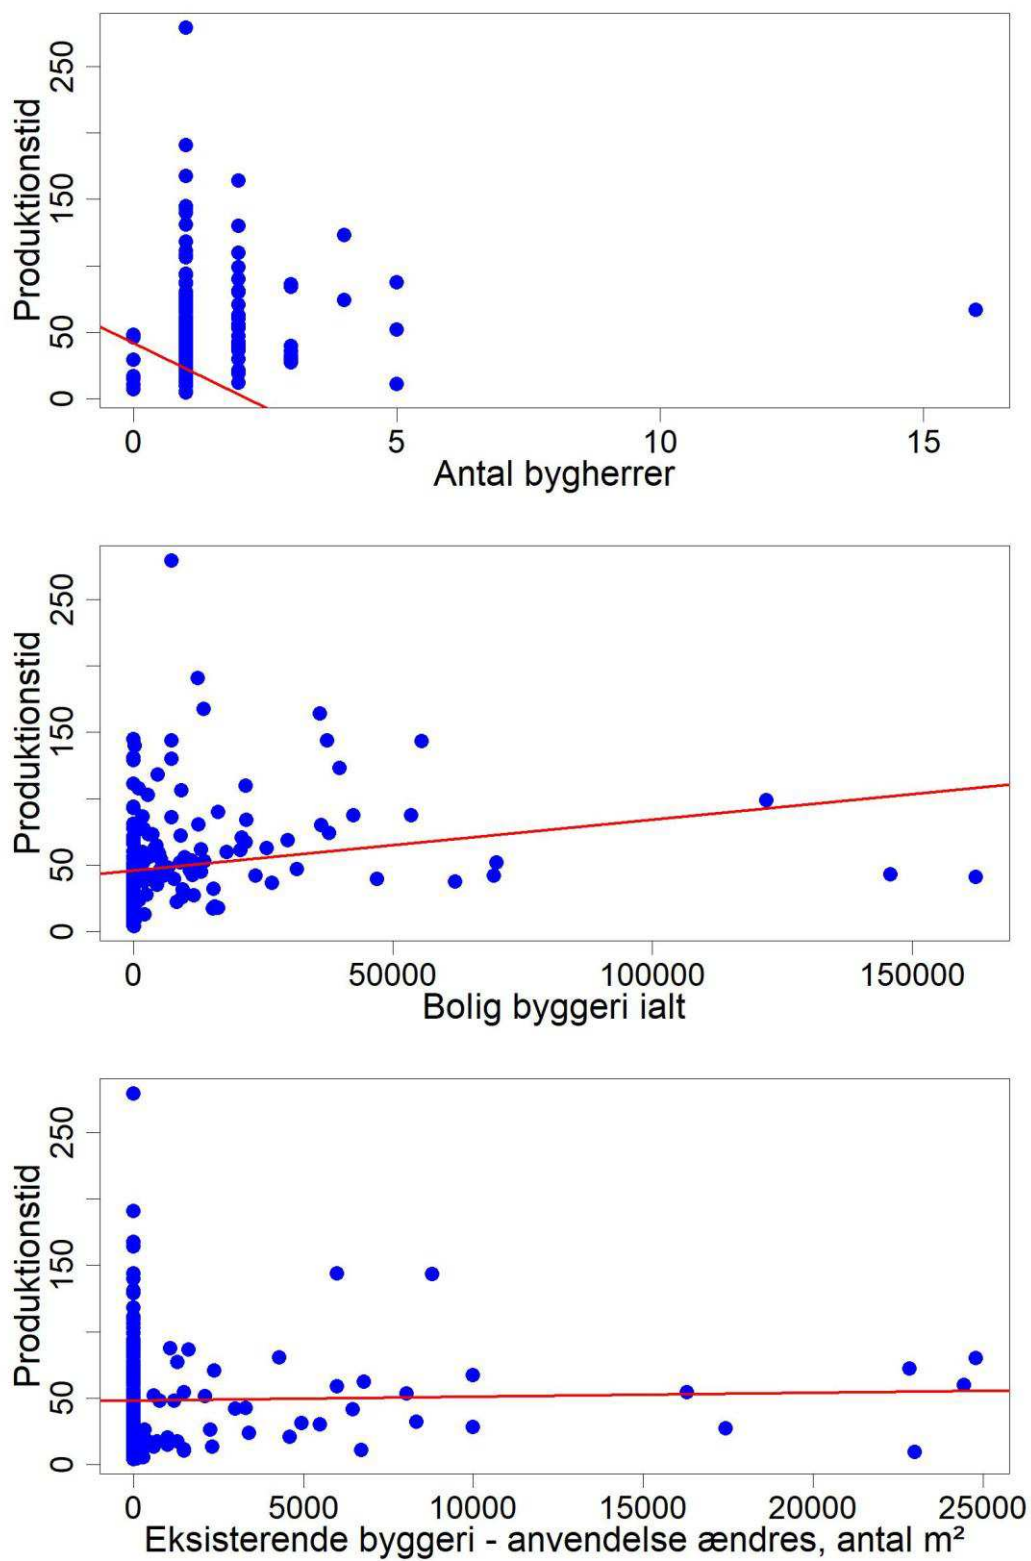 Produktionstid
250
150
50
0
0 5 10 15
Antal bygherrer
Produktionstid
250
150
50
0
0 50000 100000 150000
Bolig byggeri ialt
Produktionstid
250
150
50
0
0 5000 10000 15000 20000 25000
Eksisterende byggeri - anvendelse ændres, antal m²